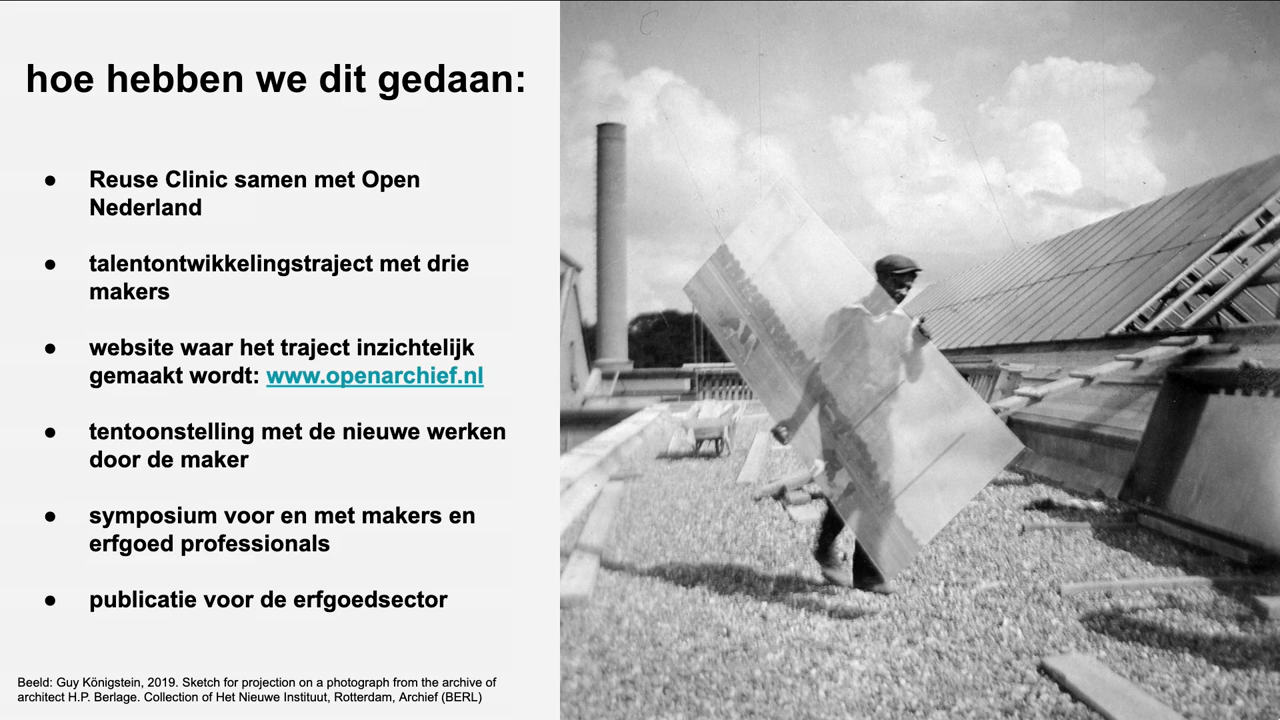 hoe hebben we dit gedaan:
● Reuse Clinic samen met Open
Nederland
● talentontwikkelingstraject met drie
makers
● website waar het traject inzichtelijk
gemaakt wordt: www.openarchief.nl
● tentoonstelling met de nieuwe werken
door de maker
● symposium voor en met makers en
erfgoed professionals
● publicatie voor de erfgoedsector
Beeld: Guy Königstein, 2019. Sketch for projection on a photograph from the archive of
architect H.P. Berlage. Collection of Het Nieuwe Instituut, Rotterdam, Archief (BERL)